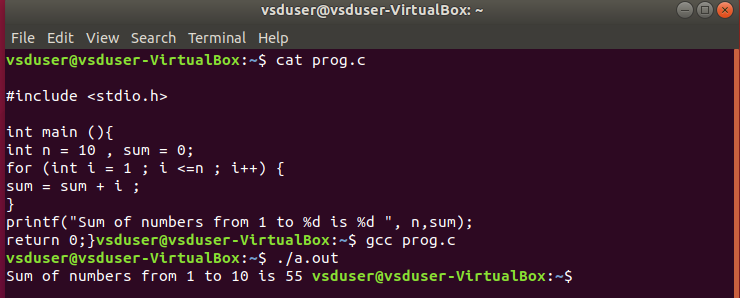 vsduser@vsduser-VirtualBox: ~
File Edit View Search Terminal Help
vsduser@vsduser-VirtualBox:~$ cat prog.c
#include <stdio.h>
int main (){
int n = 10 , sum = 0;
for (int i = 1 ; i <=n ; i++) {
sum = sum + i ;
}
printf("Sum of numbers from 1 to %d is %d ", n,sum);
return 0;}vsduser@vsduser-VirtualBox:~$ gcc prog.c
vsduser@vsduser-VirtualBox:~$ ./a.out
Sum of numbers from 1 to 10 is 55 vsduser@vsduser-VirtualBox:~$